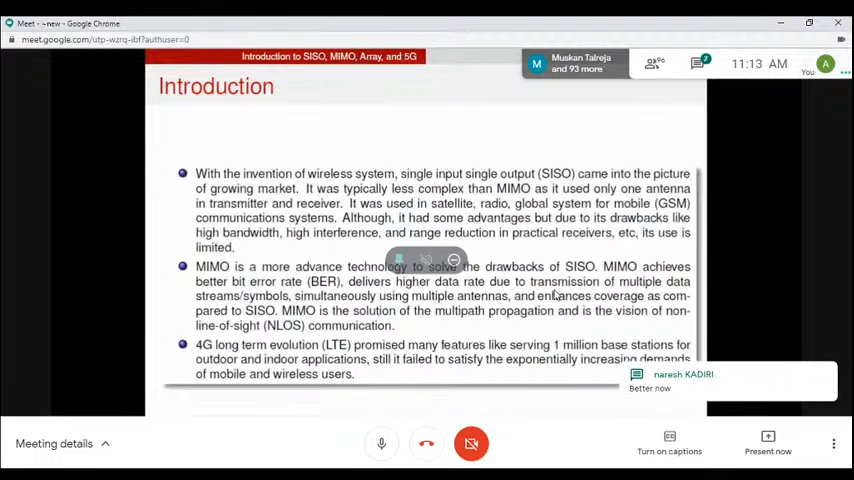 Meet - ~new - Google Chrome
meet.google.com/utp-wzrq-ibf?authuser=0
Introduction to SISO, MIMO, Array, and 5G
M
Muskan Talreja
and 93 more
96
7
11:13 AM
You
A
Introduction
With the invention of wireless system, single input single output (SISO) came into the picture
of growing market. It was typically less complex than MIMO as it used only one antenna
in transmitter and receiver. It was used in satellite, radio, global system for mobile (GSM)
communications systems. Although, it had some advantages but due to its drawbacks like
high bandwidth, high interference, and range reduction in practical receivers, etc, its use is
limited.
MIMO is a more advance technology to solve the drawbacks of SISO. MIMO achieves
better bit error rate (BER), delivers higher data rate due to transmission of multiple data
streams/symbols, simultaneously using multiple antennas, and enhances coverage as com-
pared to SISO. MIMO is the solution of the multipath propagation and is the vision of non-
line-of-sight (NLOS) communication.
4G long term evolution (LTE) promised many features like serving 1 million base stations for
outdoor and indoor applications, still it failed to satisfy the exponentially increasing demands
of mobile and wireless users.
naresh KADIRI
Better now
Meeting details
Turn on captions
Present now